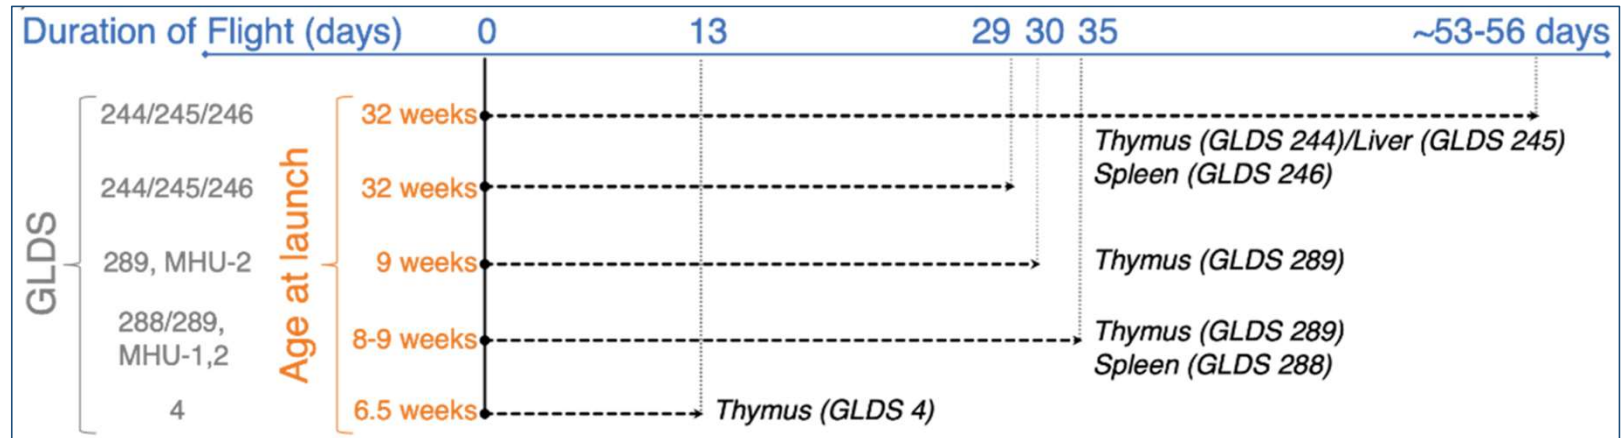 Duration of Flight (days) 0 13 29 30 35 ~53-56 days
GLDS
Age at launch
244/245/246 32 weeks
Thymus (GLDS 244)/Liver (GLDS 245)
Spleen (GLDS 246)
244/245/246 32 weeks
289, MHU-2 9 weeks Thymus (GLDS 289)
288/289,
MHU-1,2
8-9 weeks
Thymus (GLDS 289)
Spleen (GLDS 288)
4 6.5 weeks Thymus (GLDS 4)